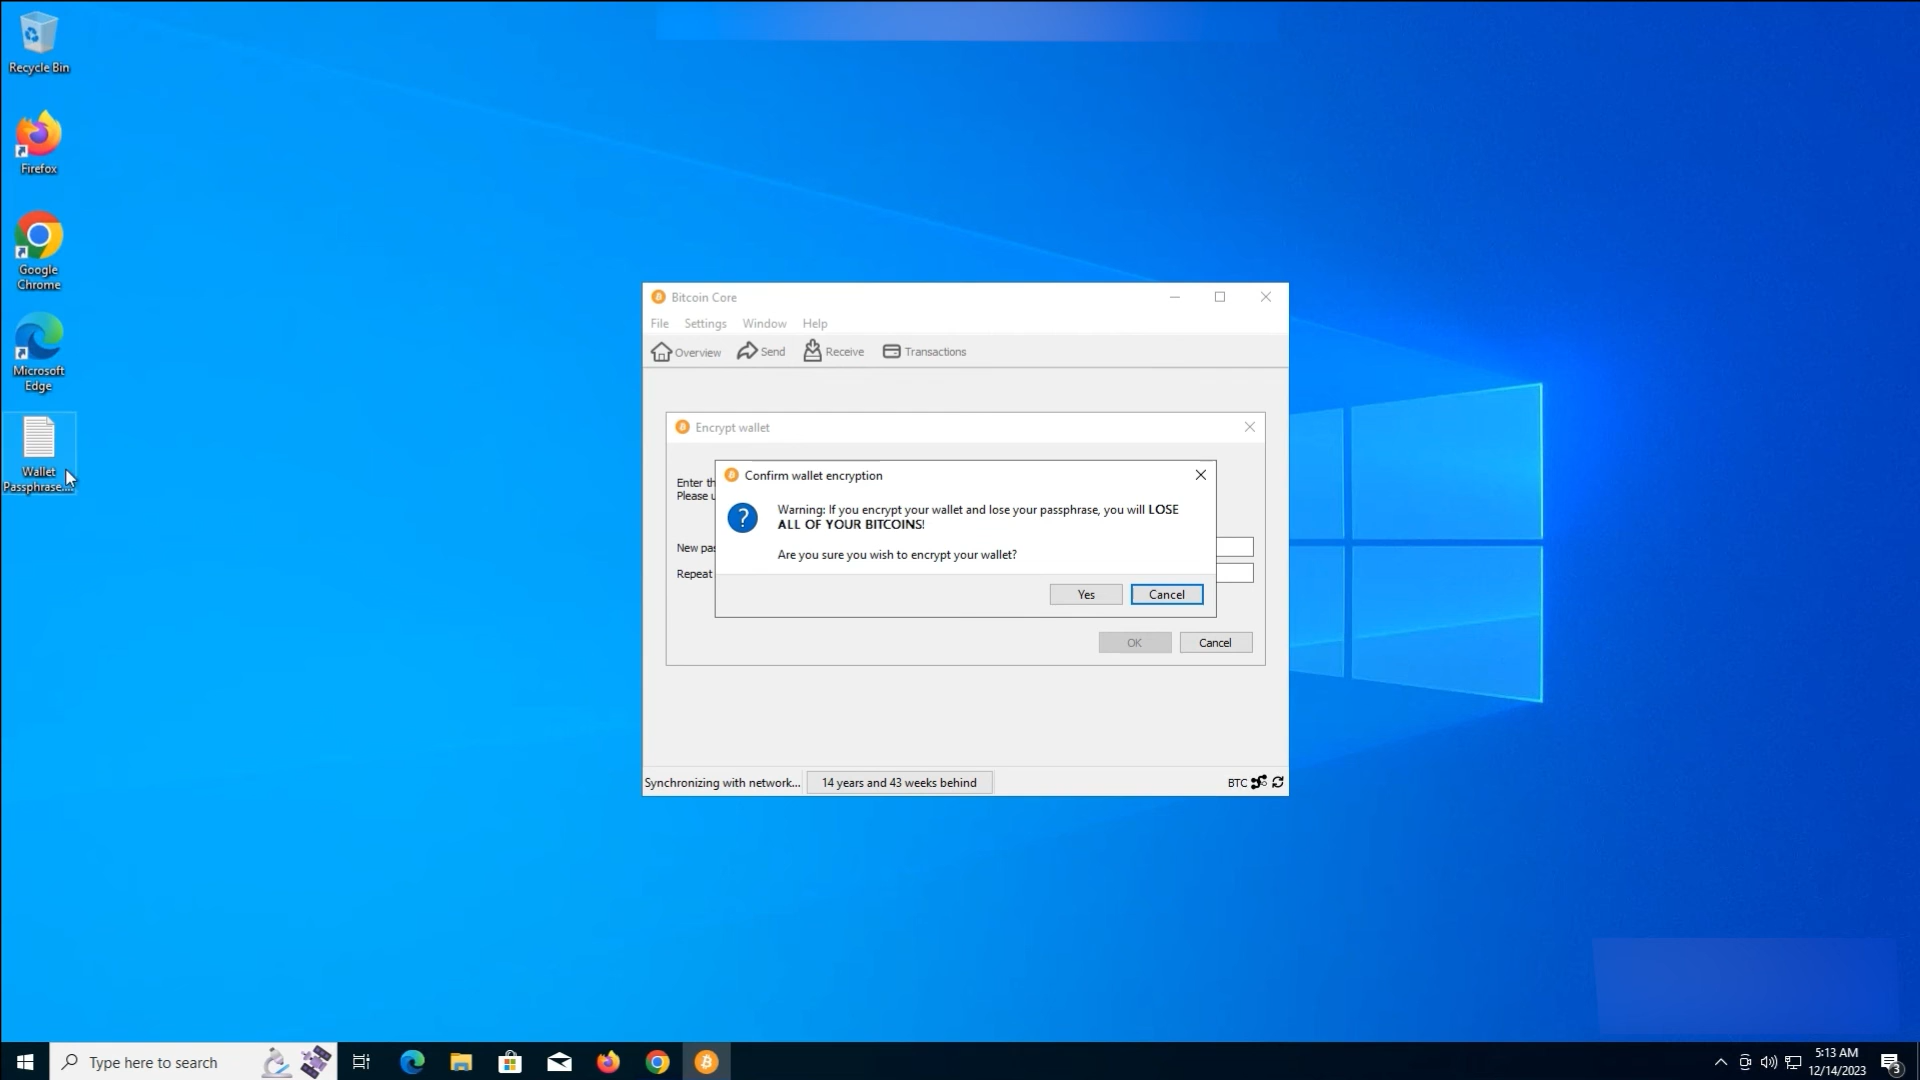 Recycle Bin
Firefox
Google
Chrome
Microsoft
Edge
Wallet
Passphrase...
Bitcoin Core
File Settings Window Help
Overview Send Receive Transactions
Encrypt wallet
Confirm wallet encryption
Enter th
Please u
Warning: If you encrypt your wallet and lose your passphrase, you will LOSE
ALL OF YOUR BITCOINS!
Are you sure you wish to encrypt your wallet?
New pas
Repeat
Yes Cancel
OK Cancel
Synchronizing with network... 14 years and 43 weeks behind BTC
Type here to search
5:13 AM
12/14/2023
3